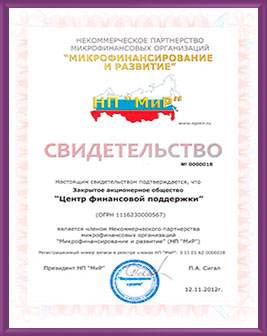 НЕКОММЕРЧЕСКОЕ ПАРТНЕРСТВО
МИКРОФИНАНСОВЫХ ОРГАНИЗАЦИЙ
"МИКРОФИНАНСИРОВАНИЕ
И РАЗВИТИЕ"
НП "МиР"
www.npmir.ru
СВИДЕТЕЛЬСТВО
№ 0000018
Настоящим свидетельством подтверждается, что
Закрытое акционерное общество
"Центр финансовой поддержки"
(ОГРН 1116230000567)
является членом Некоммерческого партнерства
микрофинансовых организаций
"Микрофинансирование и развитие" (НП "МиР")
Регистрационный номер записи в реестре членов НП "МиР": 3 11 01 62 0000018
Президент НП "МиР" П.А. Сигал
12.11.2012г.